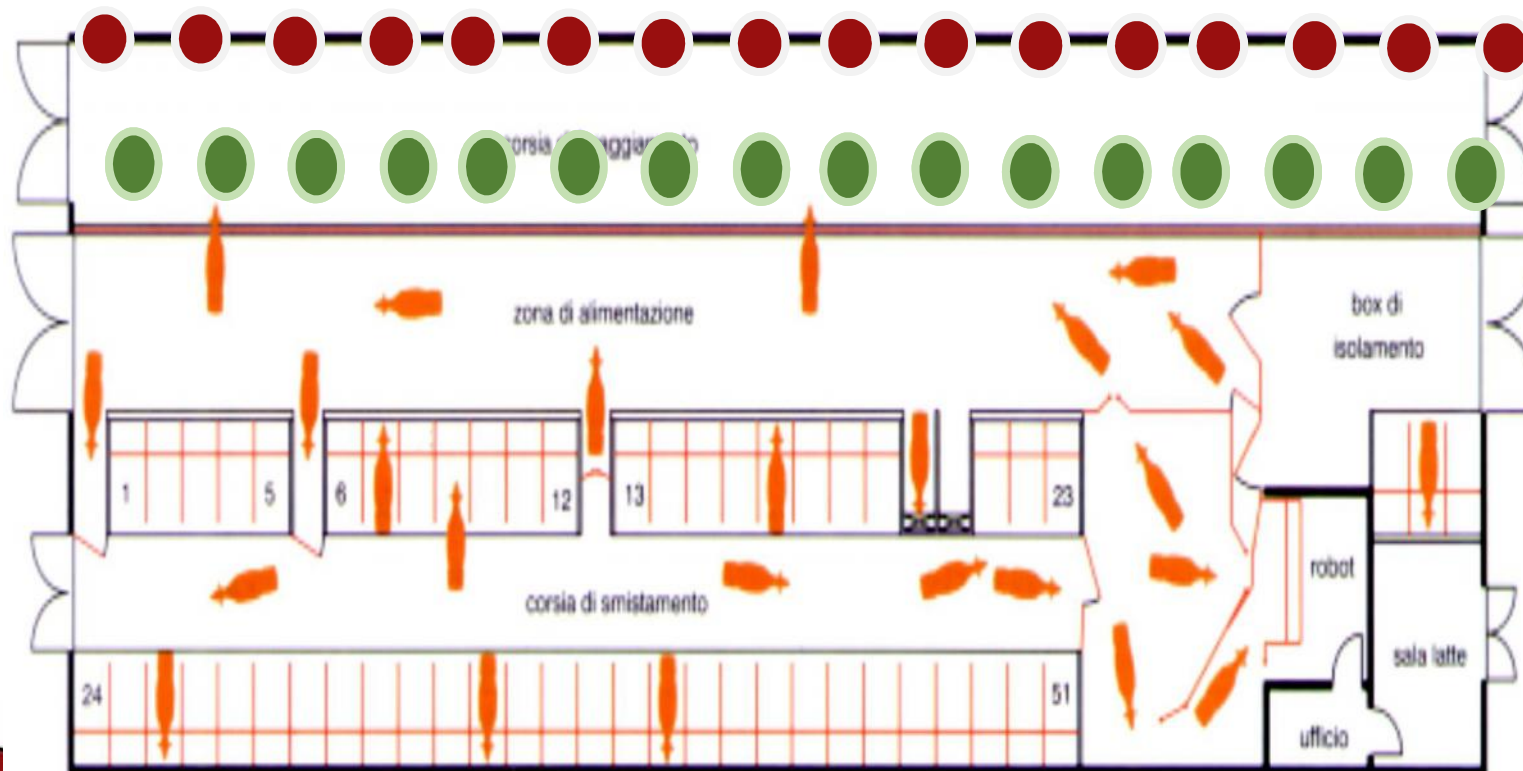 corsia
zona di alimentazione
box di
isolamento
1
5
6
12
13
23
robot
corsia di smistamento
sala latte
24
51
ufficio